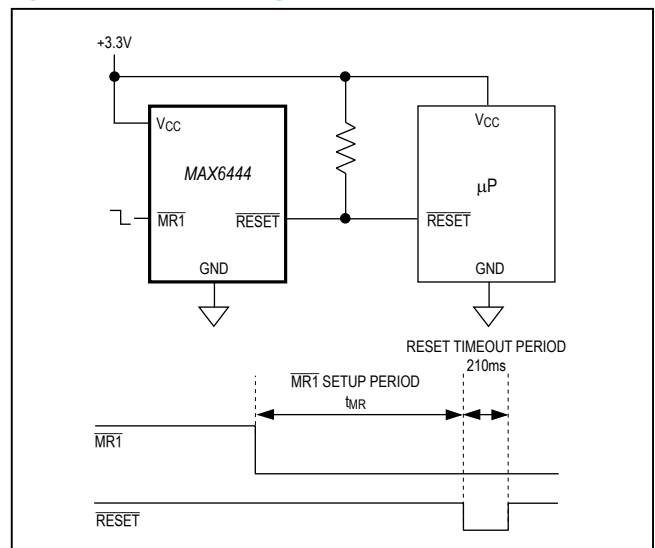 +3.3V
VCC
VCC
MAX6444
μP
MR1
RESET
RESET
GND
GND
RESET TIMEOUT PERIOD
210ms
MR1 SETUP PERIOD
tMR
MR1
RESET